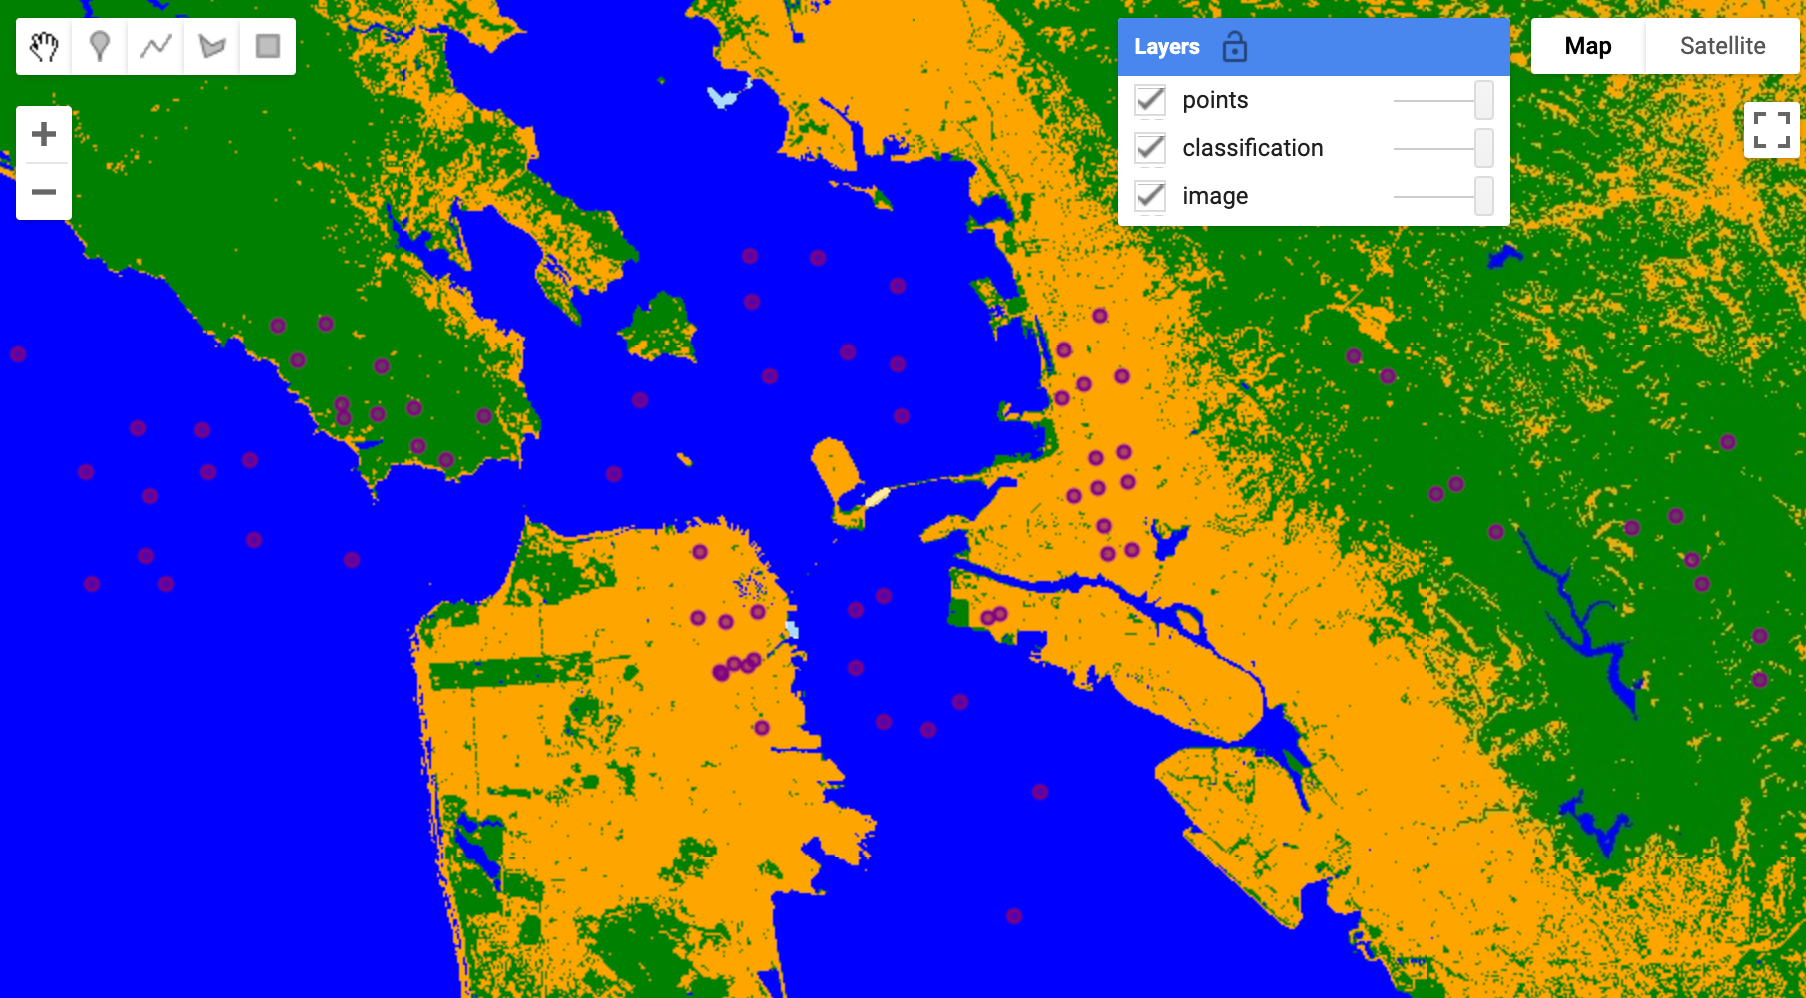 Layers
Map Satellite
points
classification
image